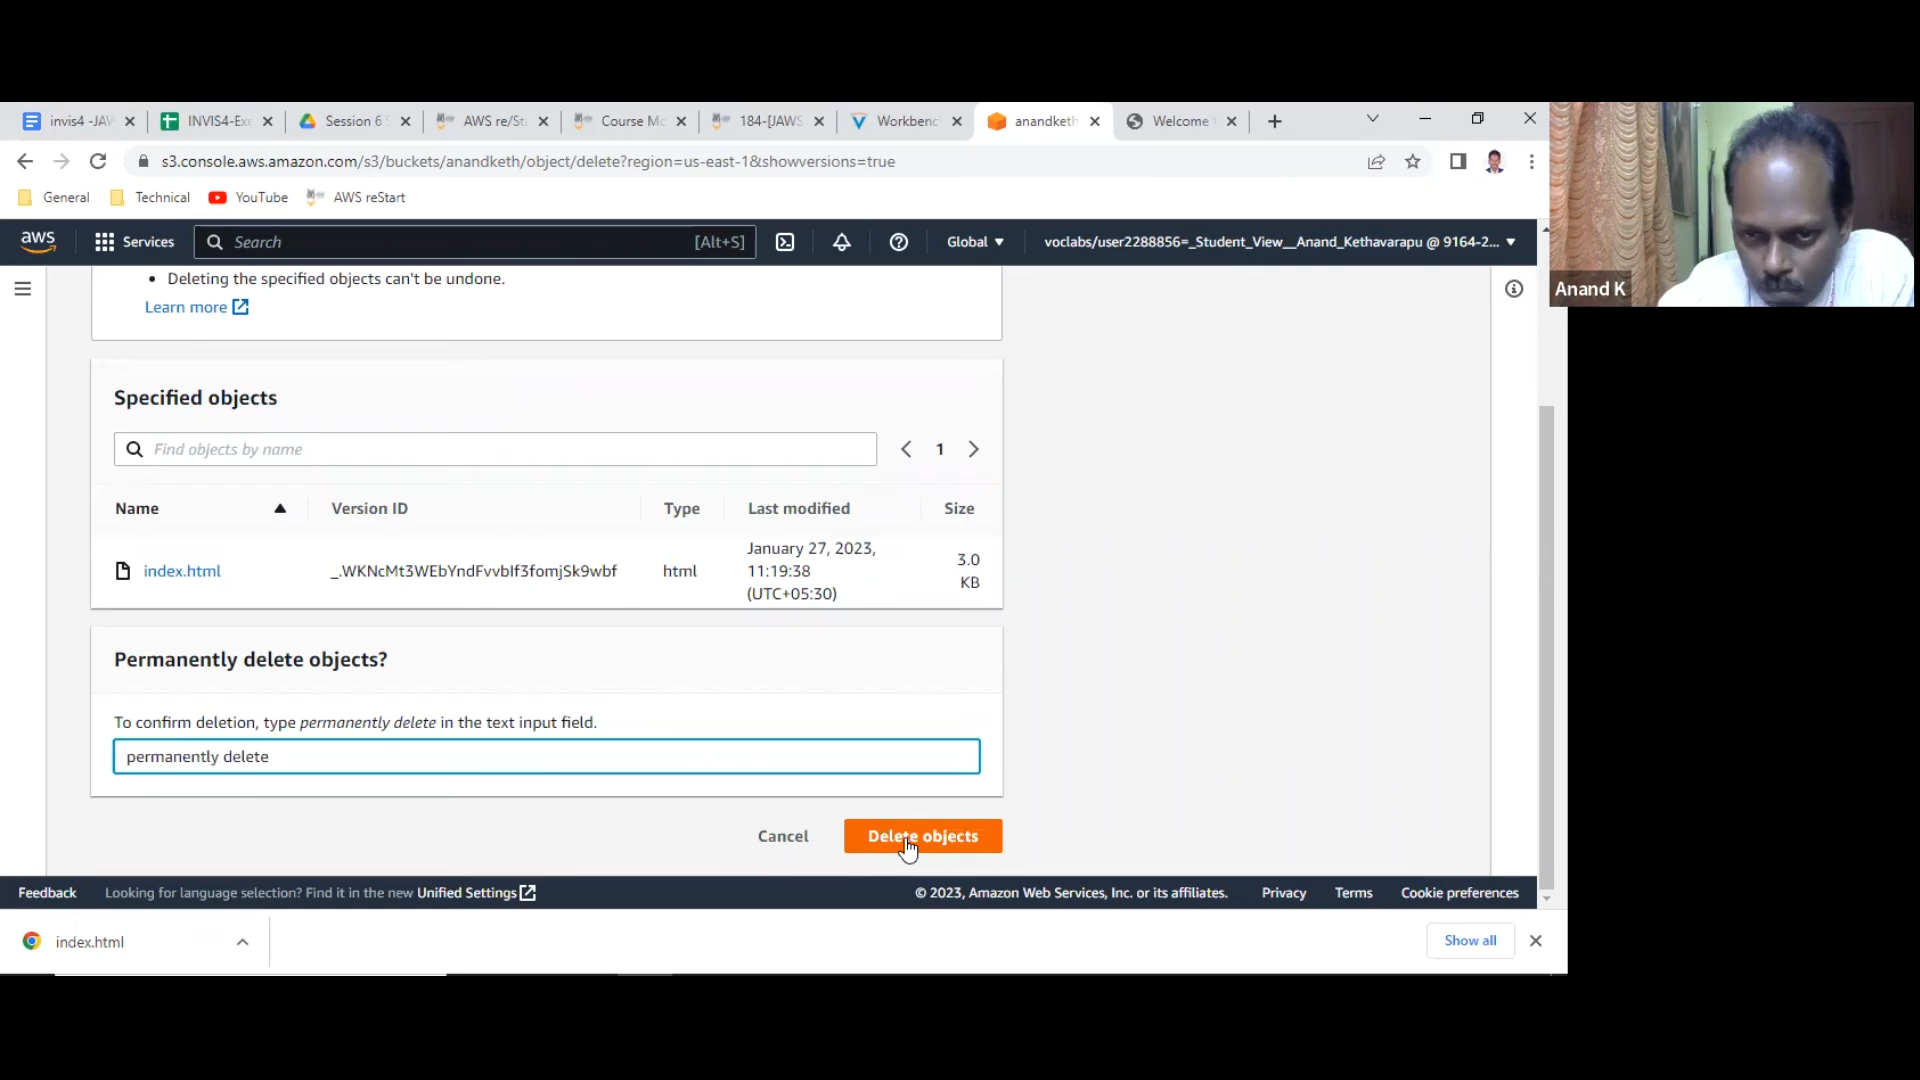 invis4 -JAV
INVIS4-Exe
Session 6 S
AWS re/Sta
Course Mo
184-[JAWS
Workbenc
anandketh
Welcome t
s3.console.aws.amazon.com/s3/buckets/anandketh/object/delete?region=us-east-1&showversions=true
General
Technical
YouTube
AWS reStart
aws
Services
Search
[Alt+S]
Global
voclabs/user2288856=_Student_View__Anand_Kethavarapu @ 9164-2...
Anand K
• Deleting the specified objects can't be undone.
Learn more
Specified objects
Find objects by name
1
Name
Version ID
Type
Last modified
Size
index.html
_.WKNcMt3WEbYndFvvbIf3fomjSk9wbf
html
January 27, 2023,
11:19:38
(UTC+05:30)
3.0
KB
Permanently delete objects?
To confirm deletion, type permanently delete in the text input field.
permanently delete
Cancel
Delete objects
Feedback
Looking for language selection? Find it in the new Unified Settings
© 2023, Amazon Web Services, Inc. or its affiliates.
Privacy
Terms
Cookie preferences
index.html
Show all